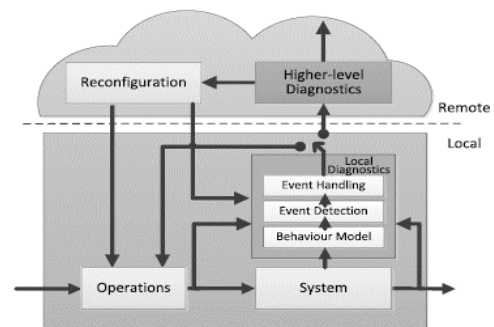 Reconfiguration
Higher-level
Diagnostics
Remote
Local
Local
Diagnostics
Event Handling
Event Detection
Behaviour Model
Operations
System